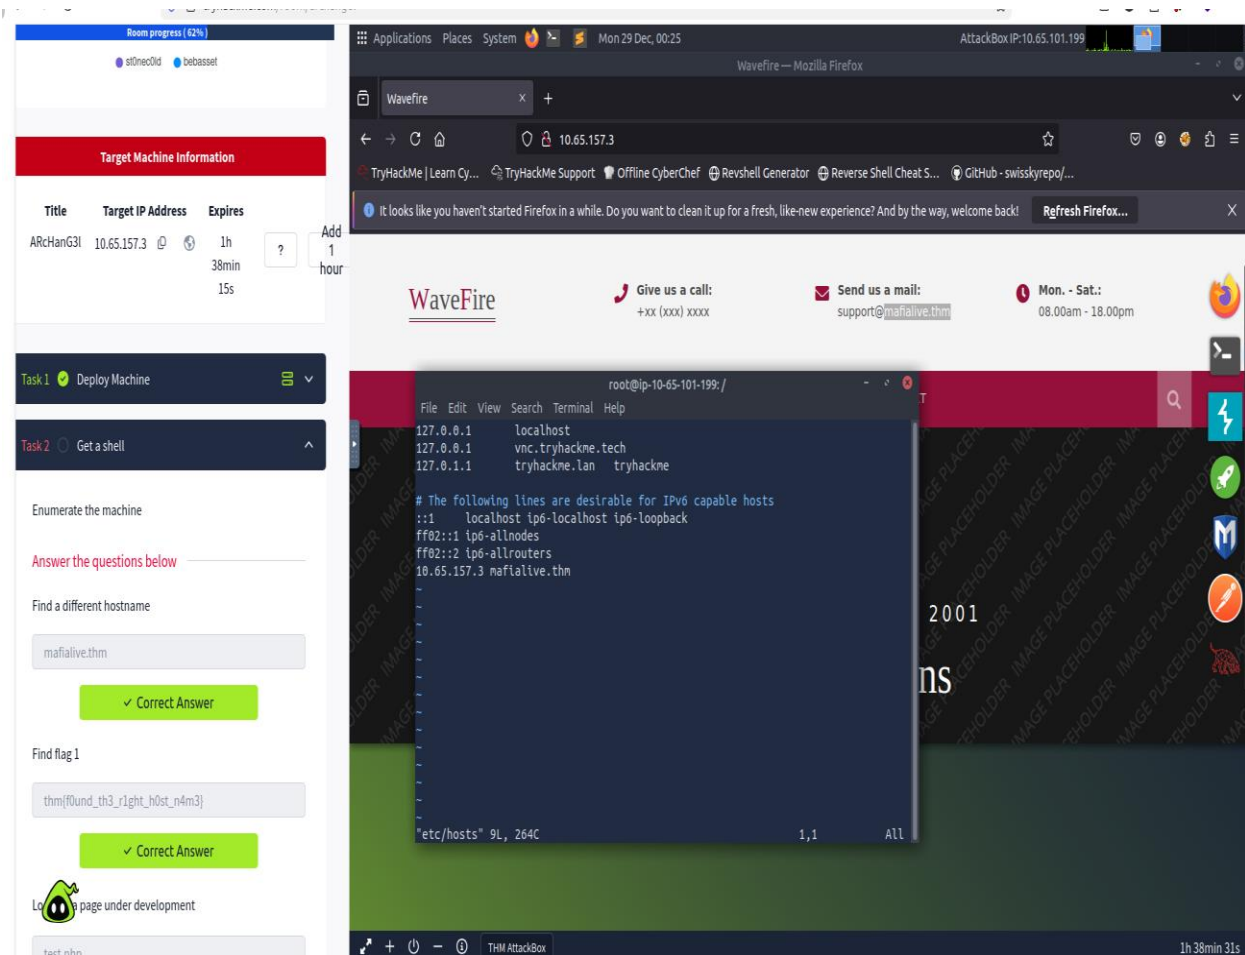 Room progress ( 62% )
st0nec0ld bebasset
Target Machine Information
Title Target IP Address Expires
ARcHanG3l 10.65.157.3 1h 38min 15s
?
Add 1 hour
Task 1 Deploy Machine
Task 2 Get a shell
Enumerate the machine
Answer the questions below
Find a different hostname
mafialive.thm
✓ Correct Answer
Find flag 1
thm{f0und_th3_r1ght_h0st_n4m3}
✓ Correct Answer
page under development
test.php
Applications Places System Mon 29 Dec, 00:25 AttackBox IP:10.65.101.199
Wavefire — Mozilla Firefox
Wavefire × +
10.65.157.3
TryHackMe | Learn Cy... TryHackMe Support Offline CyberChef Revshell Generator Reverse Shell Cheat S... GitHub - swisskyrepo/...
It looks like you haven't started Firefox in a while. Do you want to clean it up for a fresh, like-new experience? And by the way, welcome back! Refresh Firefox... X
WaveFire
Give us a call:
+xx (xxx) xxxx
Send us a mail:
support@mafialive.thm
Mon. - Sat.:
08.00am - 18.00pm
T
root@ip-10-65-101-199: /
File Edit View Search Terminal Help
127.0.0.1 localhost
127.0.0.1 vnc.tryhackme.tech
127.0.1.1 tryhackme.lan tryhackme
# The following lines are desirable for IPv6 capable hosts
::1 localhost ip6-localhost ip6-loopback
ff02::1 ip6-allnodes
ff02::2 ip6-allrouters
10.65.157.3 mafialive.thm
~
~
~
~
~
~
~
~
~
~
~
~
~
"etc/hosts" 9L, 264C 1,1 All
2001
ns
IMAGE PLACEHOLDER IMAGE PLACEHOLDER IMAGE PLACEHOLDER
THM AttackBox 1h 38min 31s